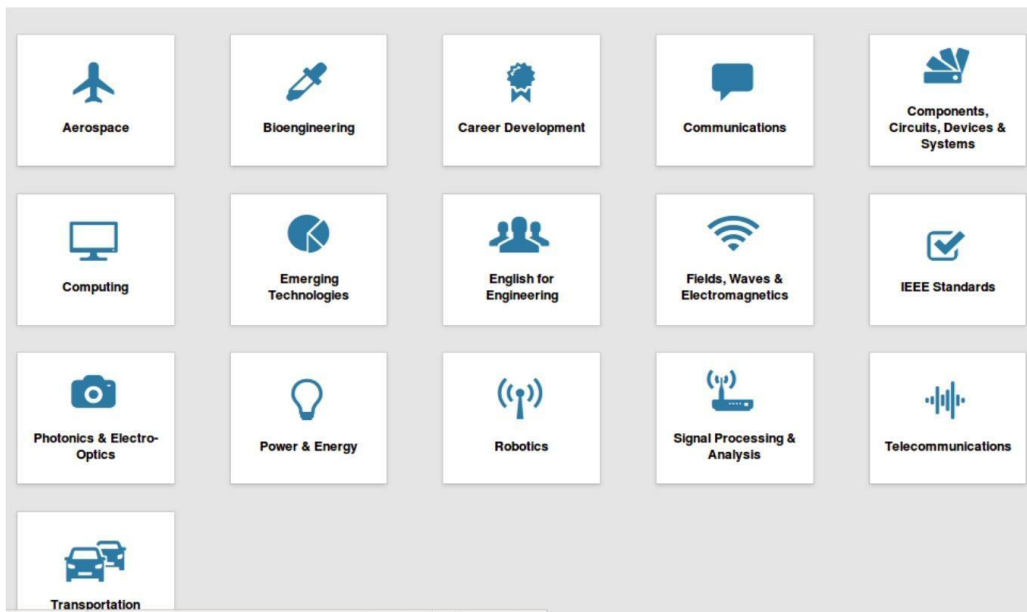 Aerospace
Bioengineering
Career Development
Communications
Components,
Circuits, Devices &
Systems
Computing
Emerging
Technologies
English for
Engineering
Fields, Waves &
Electromagnetics
IEEE Standards
Photonics & Electro-
Optics
Power & Energy
Robotics
Signal Processing &
Analysis
Telecommunications
Transportation